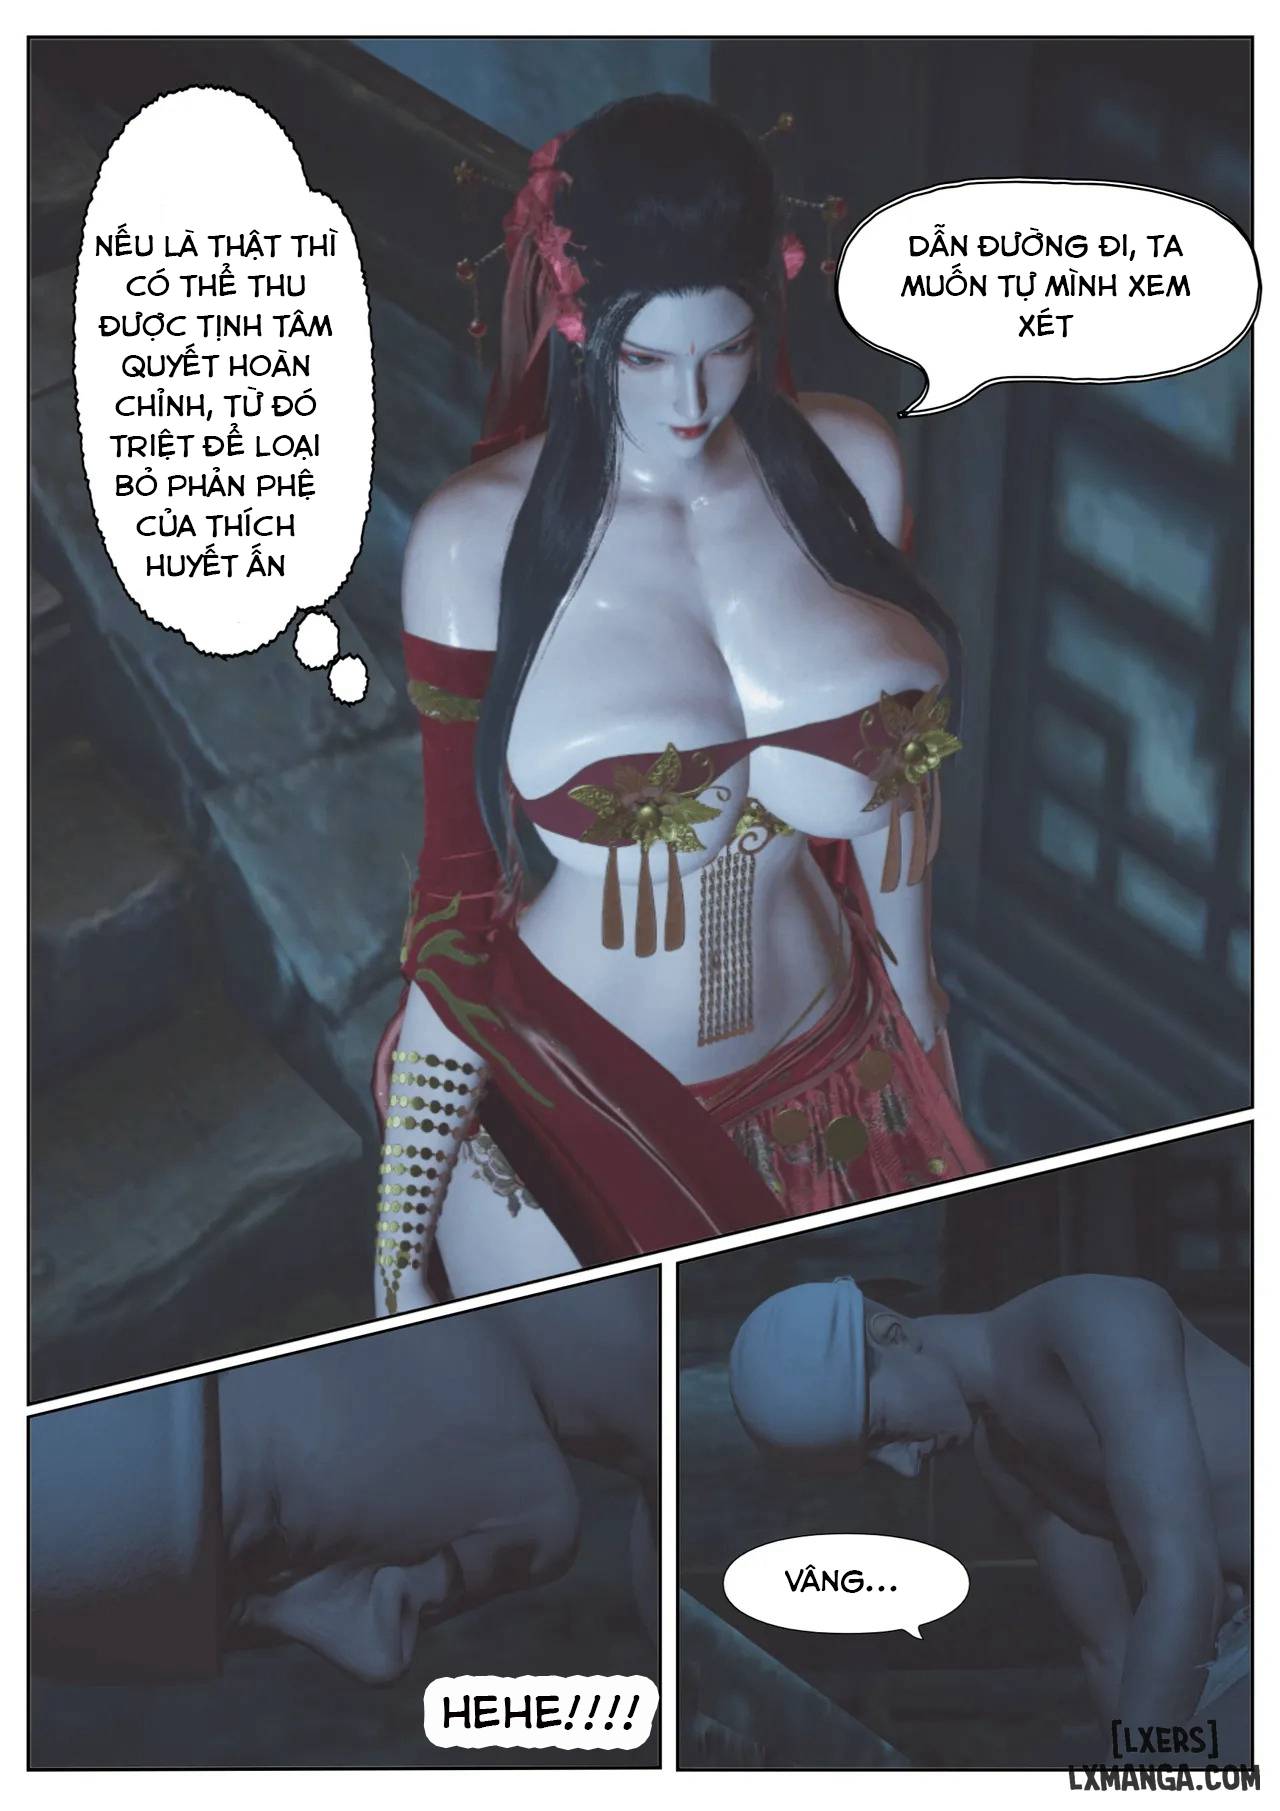 NẾU LÀ THẬT THÌ
CÓ THỂ THU
ĐƯỢC TỊNH TÂM
QUYẾT HOÀN
CHỈNH, TỪ ĐÓ
TRIỆT ĐỂ LOẠI
BỎ PHẢN PHỆ
CỦA THÍCH
HUYẾT ẤN
DẪN ĐƯỜNG ĐI, TA
MUỐN TỰ MÌNH XEM
XÉT
HEHE!!!!
VÂNG...
[LXERS]
LXMANGA.COM